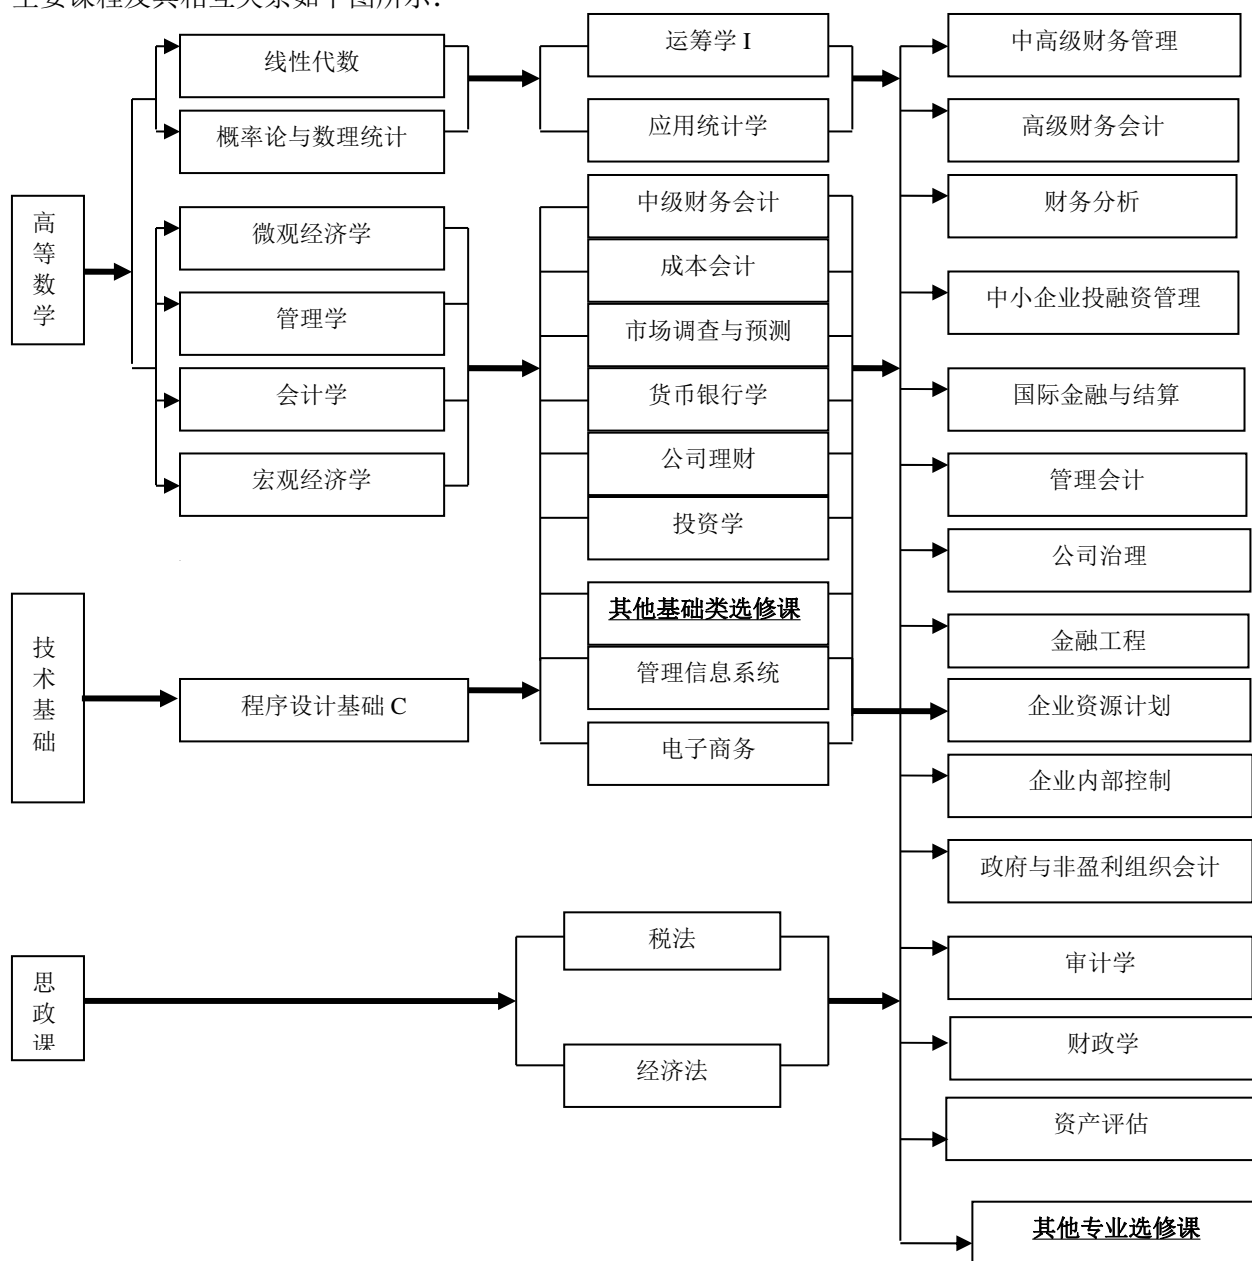 主要课程及其相互关系如下图所示：
高等数学
技术基础
思政课
线性代数
概率论与数理统计
微观经济学
管理学
会计学
宏观经济学
程序设计基础 C
运筹学 I
应用统计学
中级财务会计
成本会计
市场调查与预测
货币银行学
公司理财
投资学
其他基础类选修课
管理信息系统
电子商务
税法
经济法
中高级财务管理
高级财务会计
财务分析
中小企业投融资管理
国际金融与结算
管理会计
公司治理
金融工程
企业资源计划
企业内部控制
政府与非盈利组织会计
审计学
财政学
资产评估
其他专业选修课